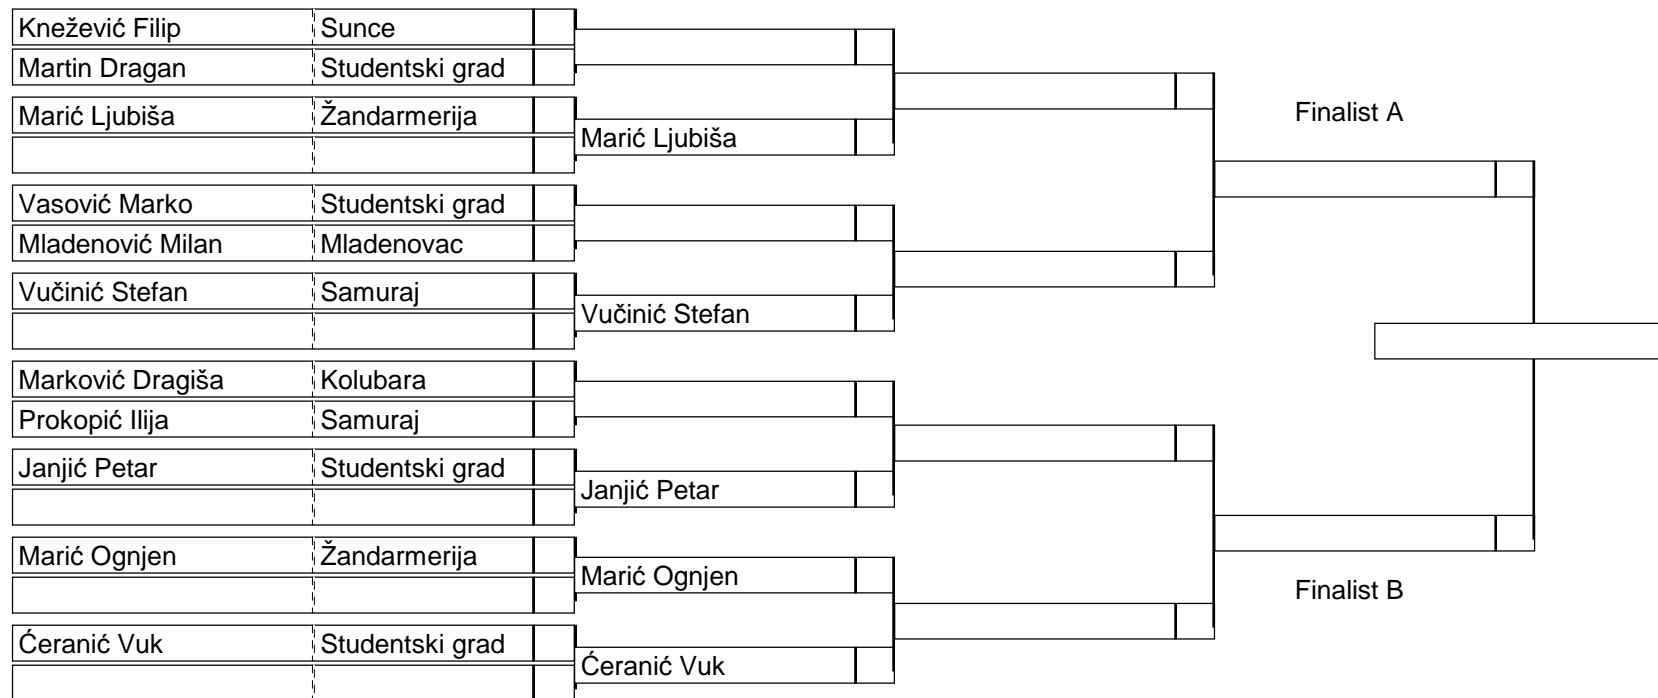 Knežević Filip Sunce
Martin Dragan Studentski grad
Marić Ljubiša Žandarmerija
Marić Ljubiša
Vasović Marko Studentski grad
Mladenović Milan Mladenovac
Vučinić Stefan Samuraj
Vučinić Stefan
Marković Dragiša Kolubara
Prokopić Ilija Samuraj
Janjić Petar Studentski grad
Janjić Petar
Marić Ognjen Žandarmerija
Marić Ognjen
Ćeranić Vuk Studentski grad
Ćeranić Vuk
Finalist A
Finalist B